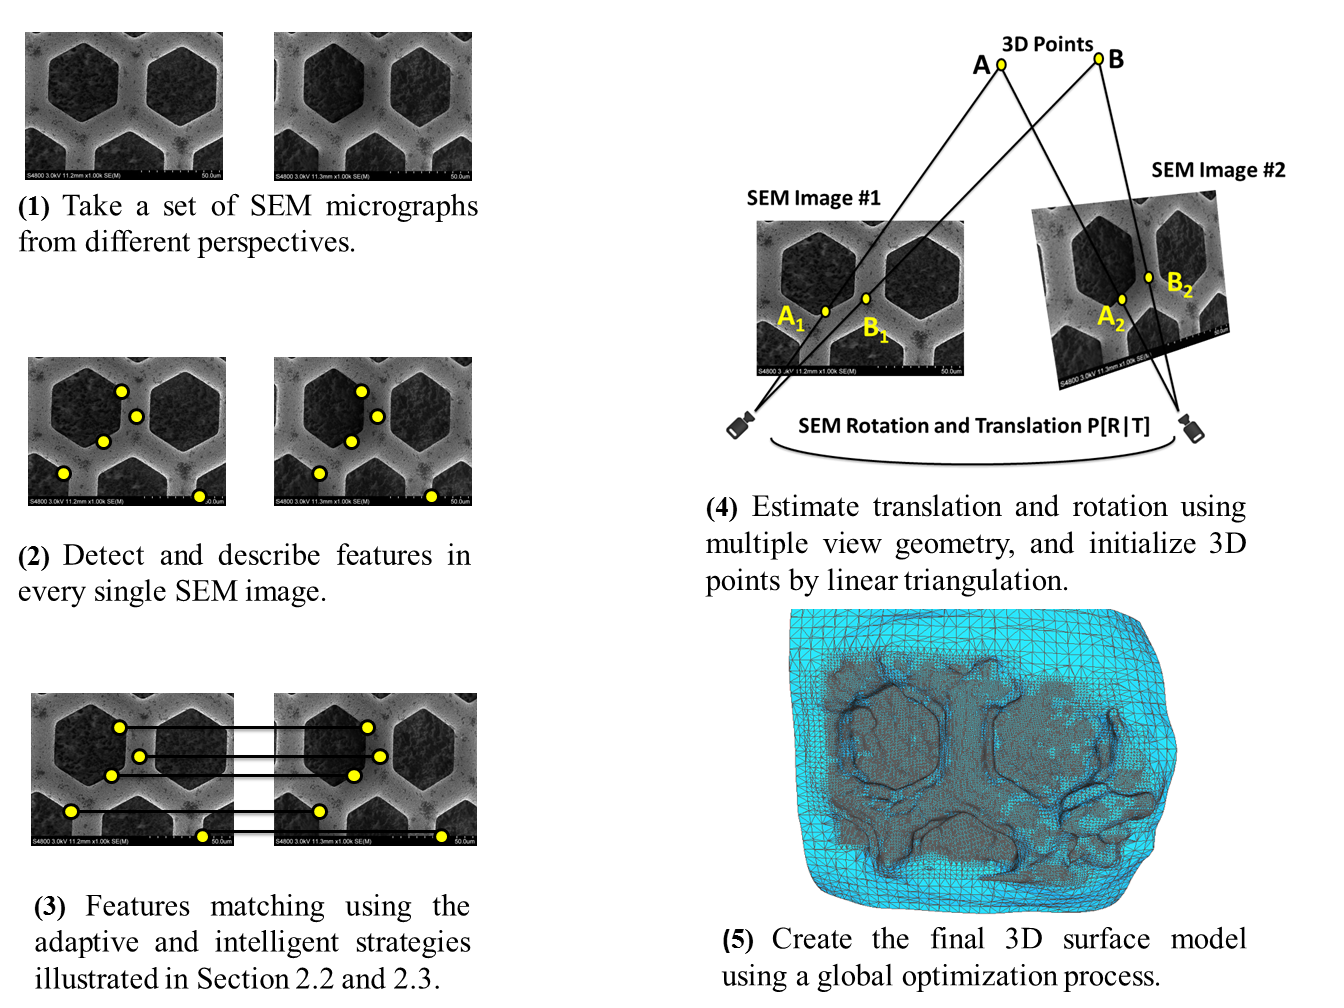 S4800 3.0kV 11.2mm x1.00k SE(M) 50.0um
S4800 3.0kV 11.2mm x1.00k SE(M) 50.0um
(1) Take a set of SEM micrographs
from different perspectives.
S4800 3.0kV 11.2mm x1.00k SE(M) 0.0um
S4800 3.0kV 11.3mm x1.00k SE(M) 50.0um
(2) Detect and describe features in
every single SEM image.
S4800 3.0kV 11.2mm x1.00k SE(M) 50.0um
S4800 3.0kV 11.3mm x1.00k SE(M) 50.0um
(3) Features matching using the
adaptive and intelligent strategies
illustrated in Section 2.2 and 2.3.
3D Points
A
B
SEM Image #1
SEM Image #2
A1
B1
A2
B2
S4800 3.0kV 11.2mm x1.00k SE(M) 50.0um
S4800 3.0kV 11.3mm x1.00k SE(M) 50.0um
SEM Rotation and Translation P[R|T]
(4) Estimate translation and rotation using
multiple view geometry, and initialize 3D
points by linear triangulation.
(5) Create the final 3D surface model
using a global optimization process.